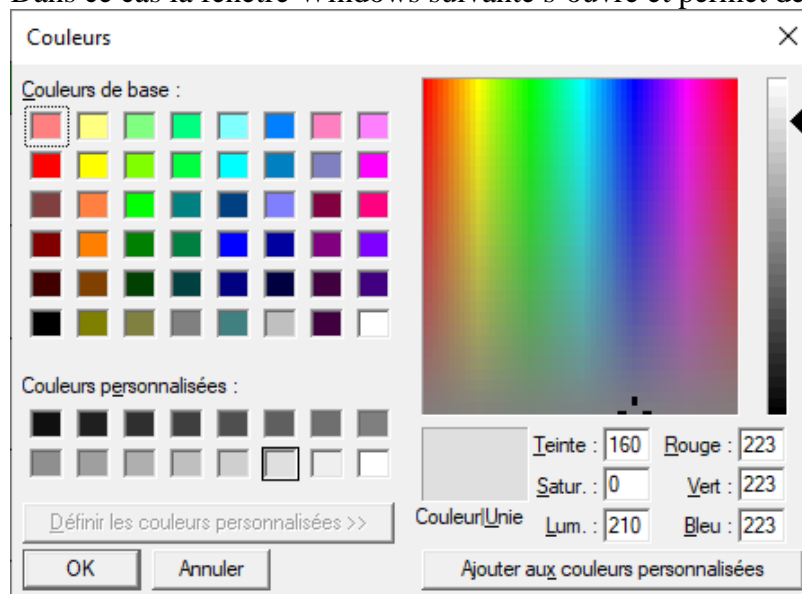 Dans ce cas la fenêtre Windows suivante s'ouvre et permet de
Couleurs
Couleurs de base :
Couleurs personnalisées :
Définir les couleurs personnalisées >>
OK Annuler
Teinte : 160 Rouge : 223
Satur. : 0 Vert : 223
Couleur|Unie Lum. : 210 Bleu : 223
Ajouter aux couleurs personnalisées